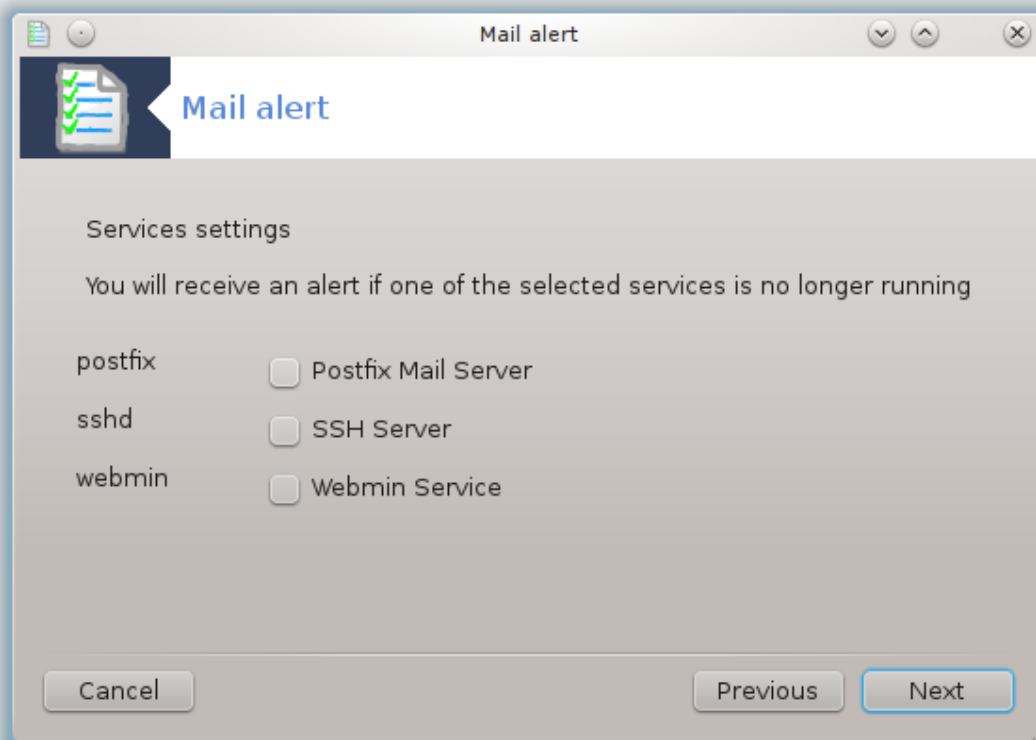 Mail alert
Mail alert
Services settings
You will receive an alert if one of the selected services is no longer running
postfix Postfix Mail Server
sshd SSH Server
webmin Webmin Service
Cancel Previous Next